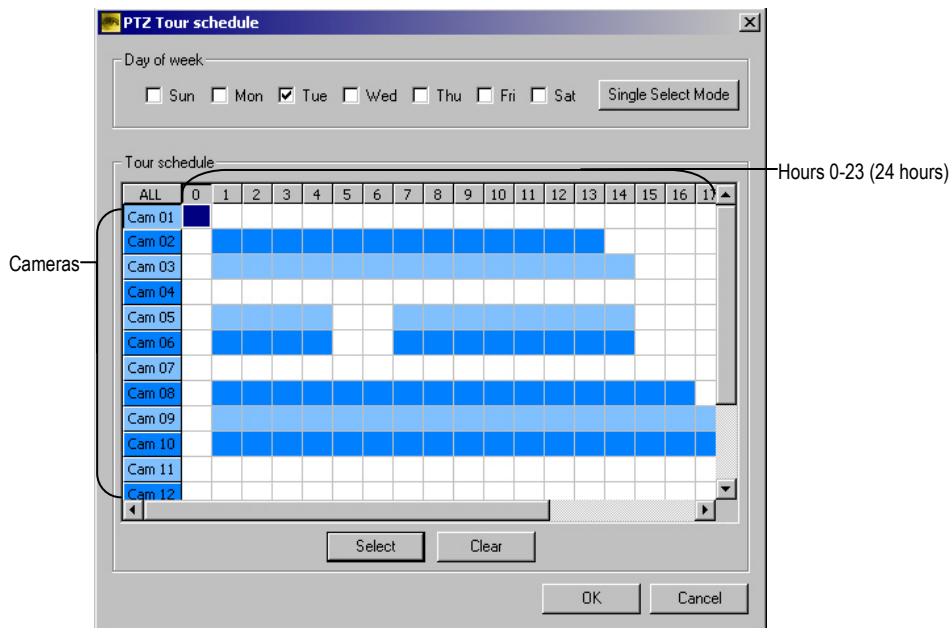 PTZ Tour schedule
Day of week
Sun Mon Tue Wed Thu Fri Sat Single Select Mode
Tour schedule
Hours 0-23 (24 hours)
ALL 0 1 2 3 4 5 6 7 8 9 10 11 12 13 14 15 16 17
Cam 01
Cam 02
Cameras
Cam 03
Cam 04
Cam 05
Cam 06
Cam 07
Cam 08
Cam 09
Cam 10
Cam 11
Cam 12
Select Clear
OK Cancel